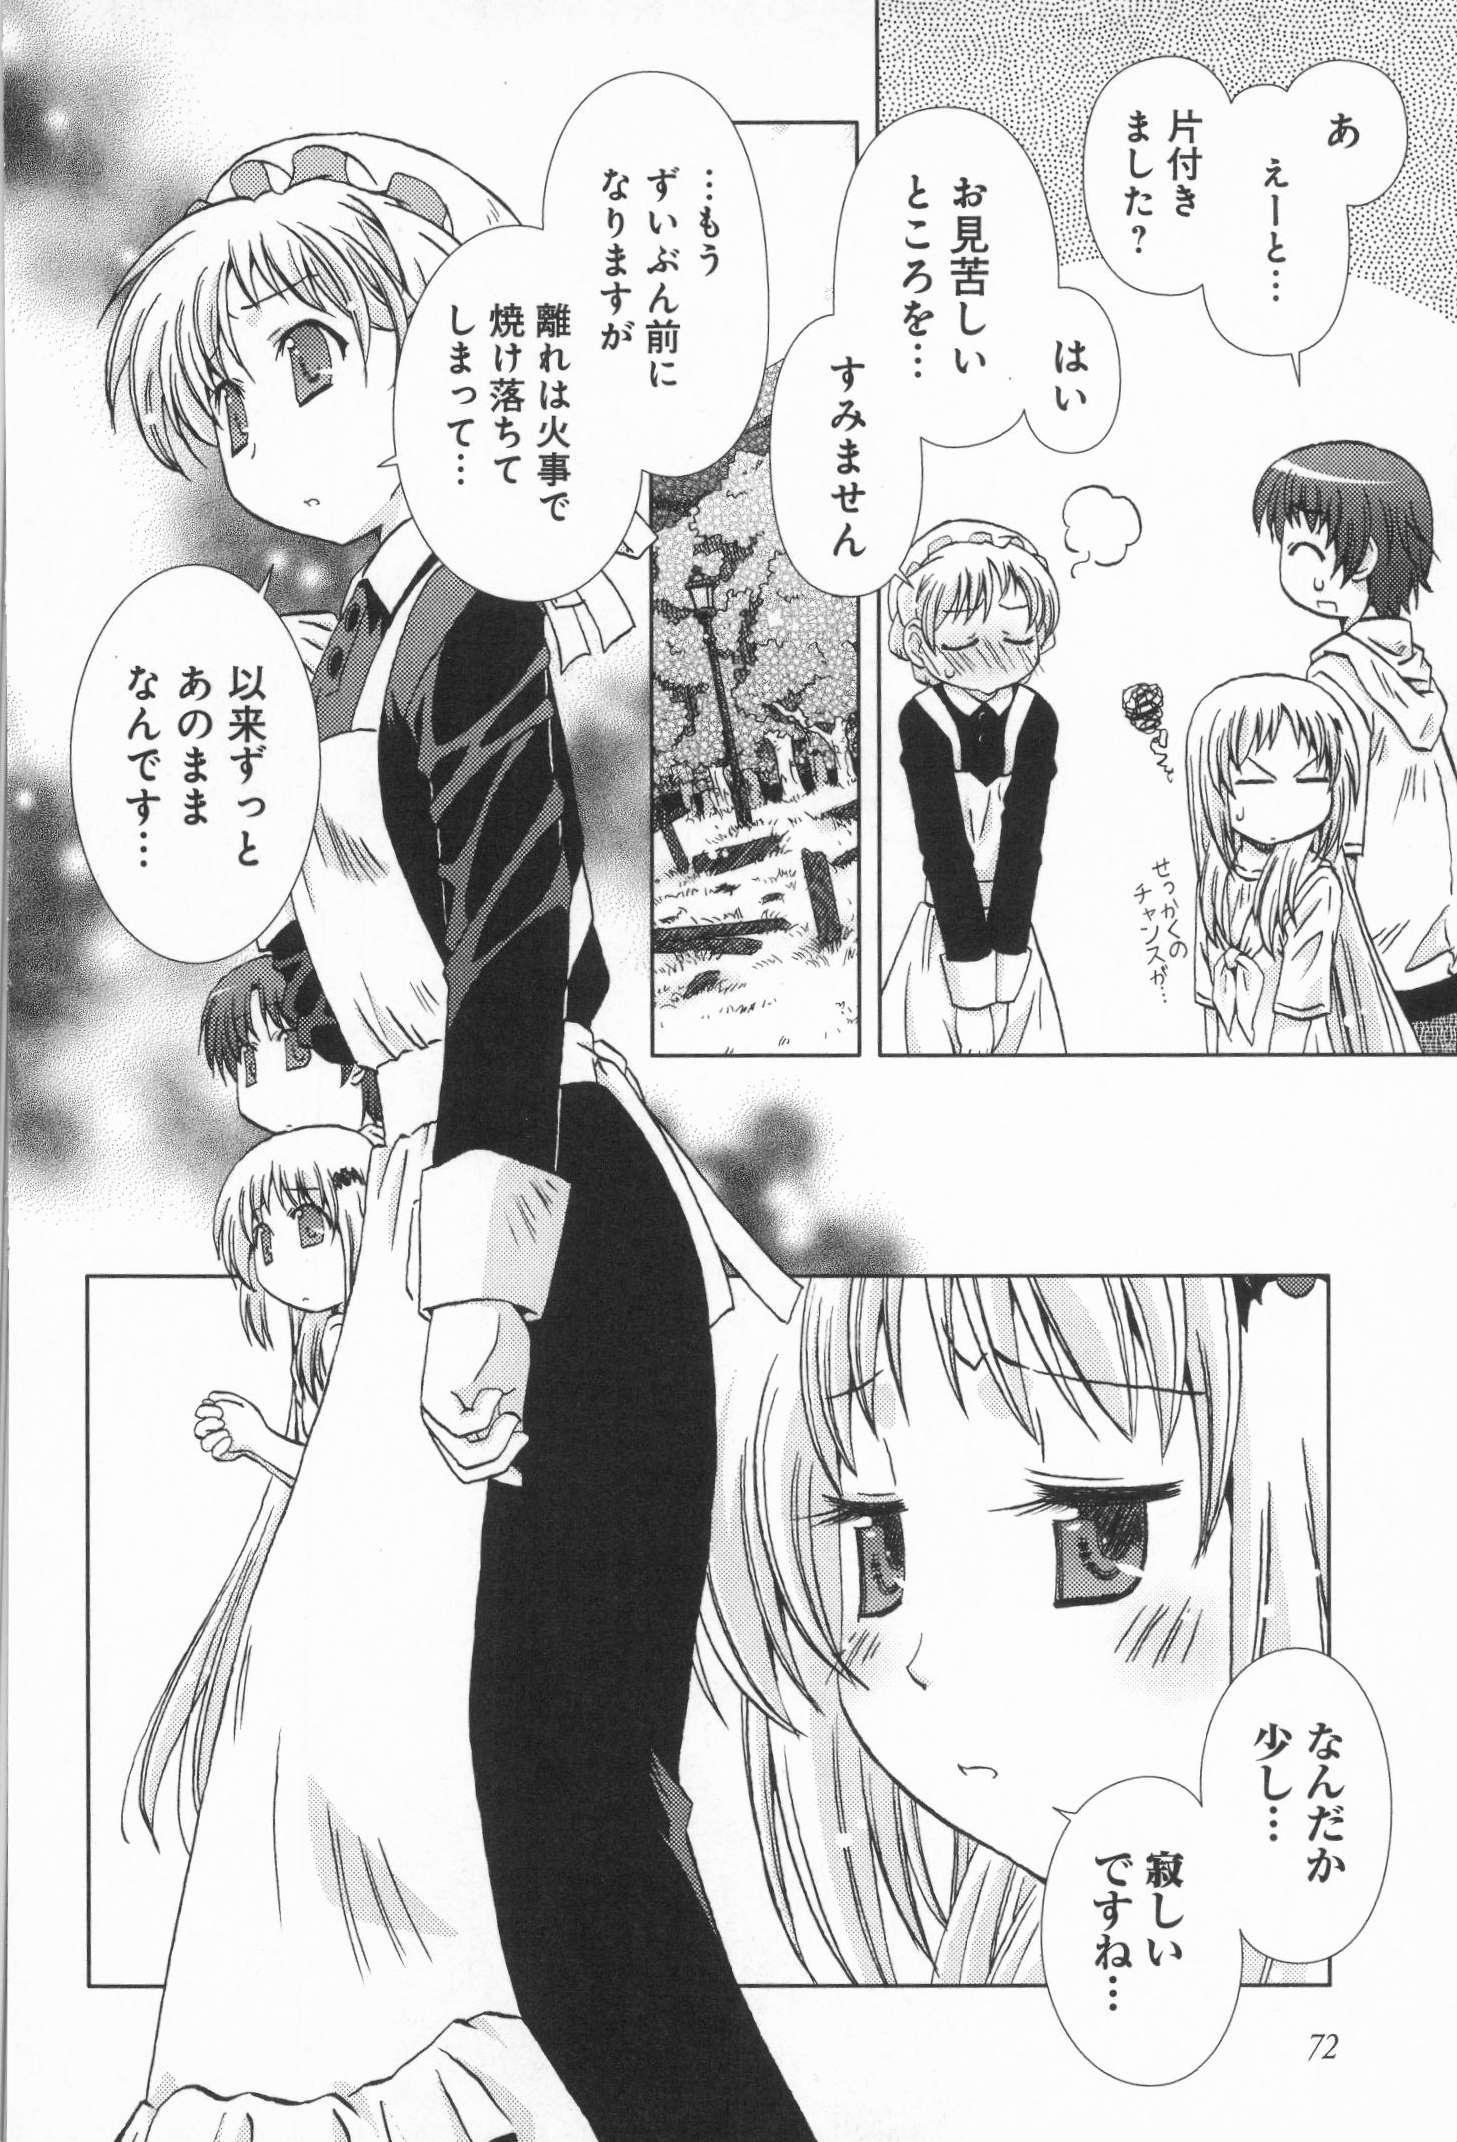 あ
えーと…
片付き
ました?
はい
お見苦しい
ところを…
すみません
せっかくの
チャンスが…
…もう
ずいぶん前に
なりますが
離れは火事で
焼け落ちて
しまって…
以来ずっと
あのまま
なんです…
なんだか
少し…
寂しい
ですね…
72